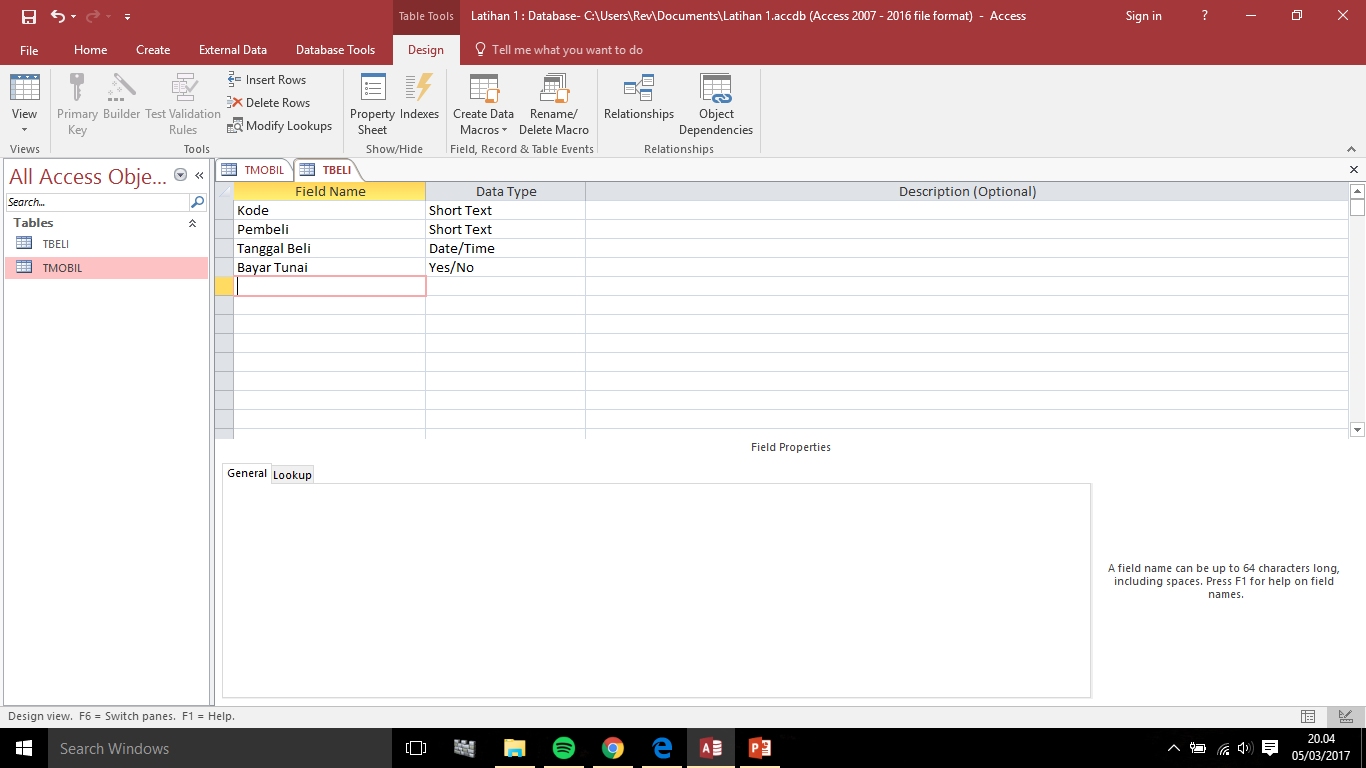 Table Tools
Latihan 1 : Database- C:\Users\Rev\Documents\Latihan 1.accdb (Access 2007 - 2016 file format) - Access
Sign in
?
File
Home
Create
External Data
Database Tools
Design
Tell me what you want to do
View
Primary Key
Builder
Test Validation Rules
Insert Rows
Delete Rows
Modify Lookups
Property Sheet
Indexes
Create Data Macros
Rename/ Delete Macro
Relationships
Object Dependencies
Views
Tools
Show/Hide
Field, Record & Table Events
Relationships
All Access Obje...
Search...
Tables
TBELI
TMOBIL
TMOBIL
TBELI
Field Name
Data Type
Description (Optional)
Kode
Short Text
Pembeli
Short Text
Tanggal Beli
Date/Time
Bayar Tunai
Yes/No
Field Properties
General
Lookup
A field name can be up to 64 characters long,
including spaces. Press F1 for help on field
names.
Design view. F6 = Switch panes. F1 = Help.
Search Windows
20.04
05/03/2017